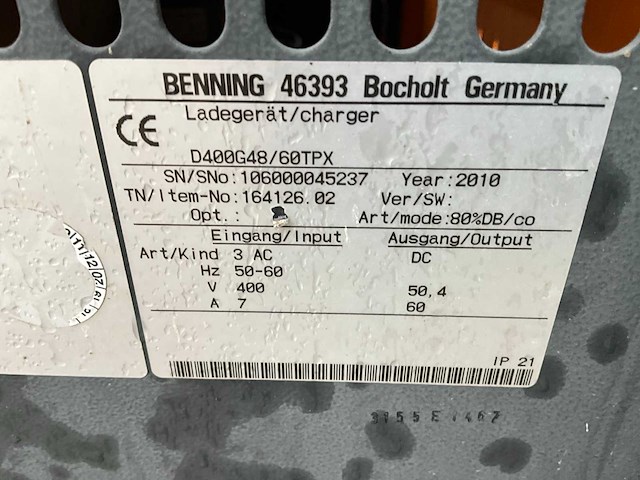 BENNING 46393 Bocholt Germany
CE Ladegerät/charger
D400G48/60TPX
SN/SNo:106000045237 Year:2010
TN/Item-No:164126.02 Ver/SW:
Opt.: Art/mode:80%DB/co
Eingang/Input Ausgang/Output
Art/Kind 3 AC DC
Hz 50-60
V 400 50,4
A 7 60
IP 21